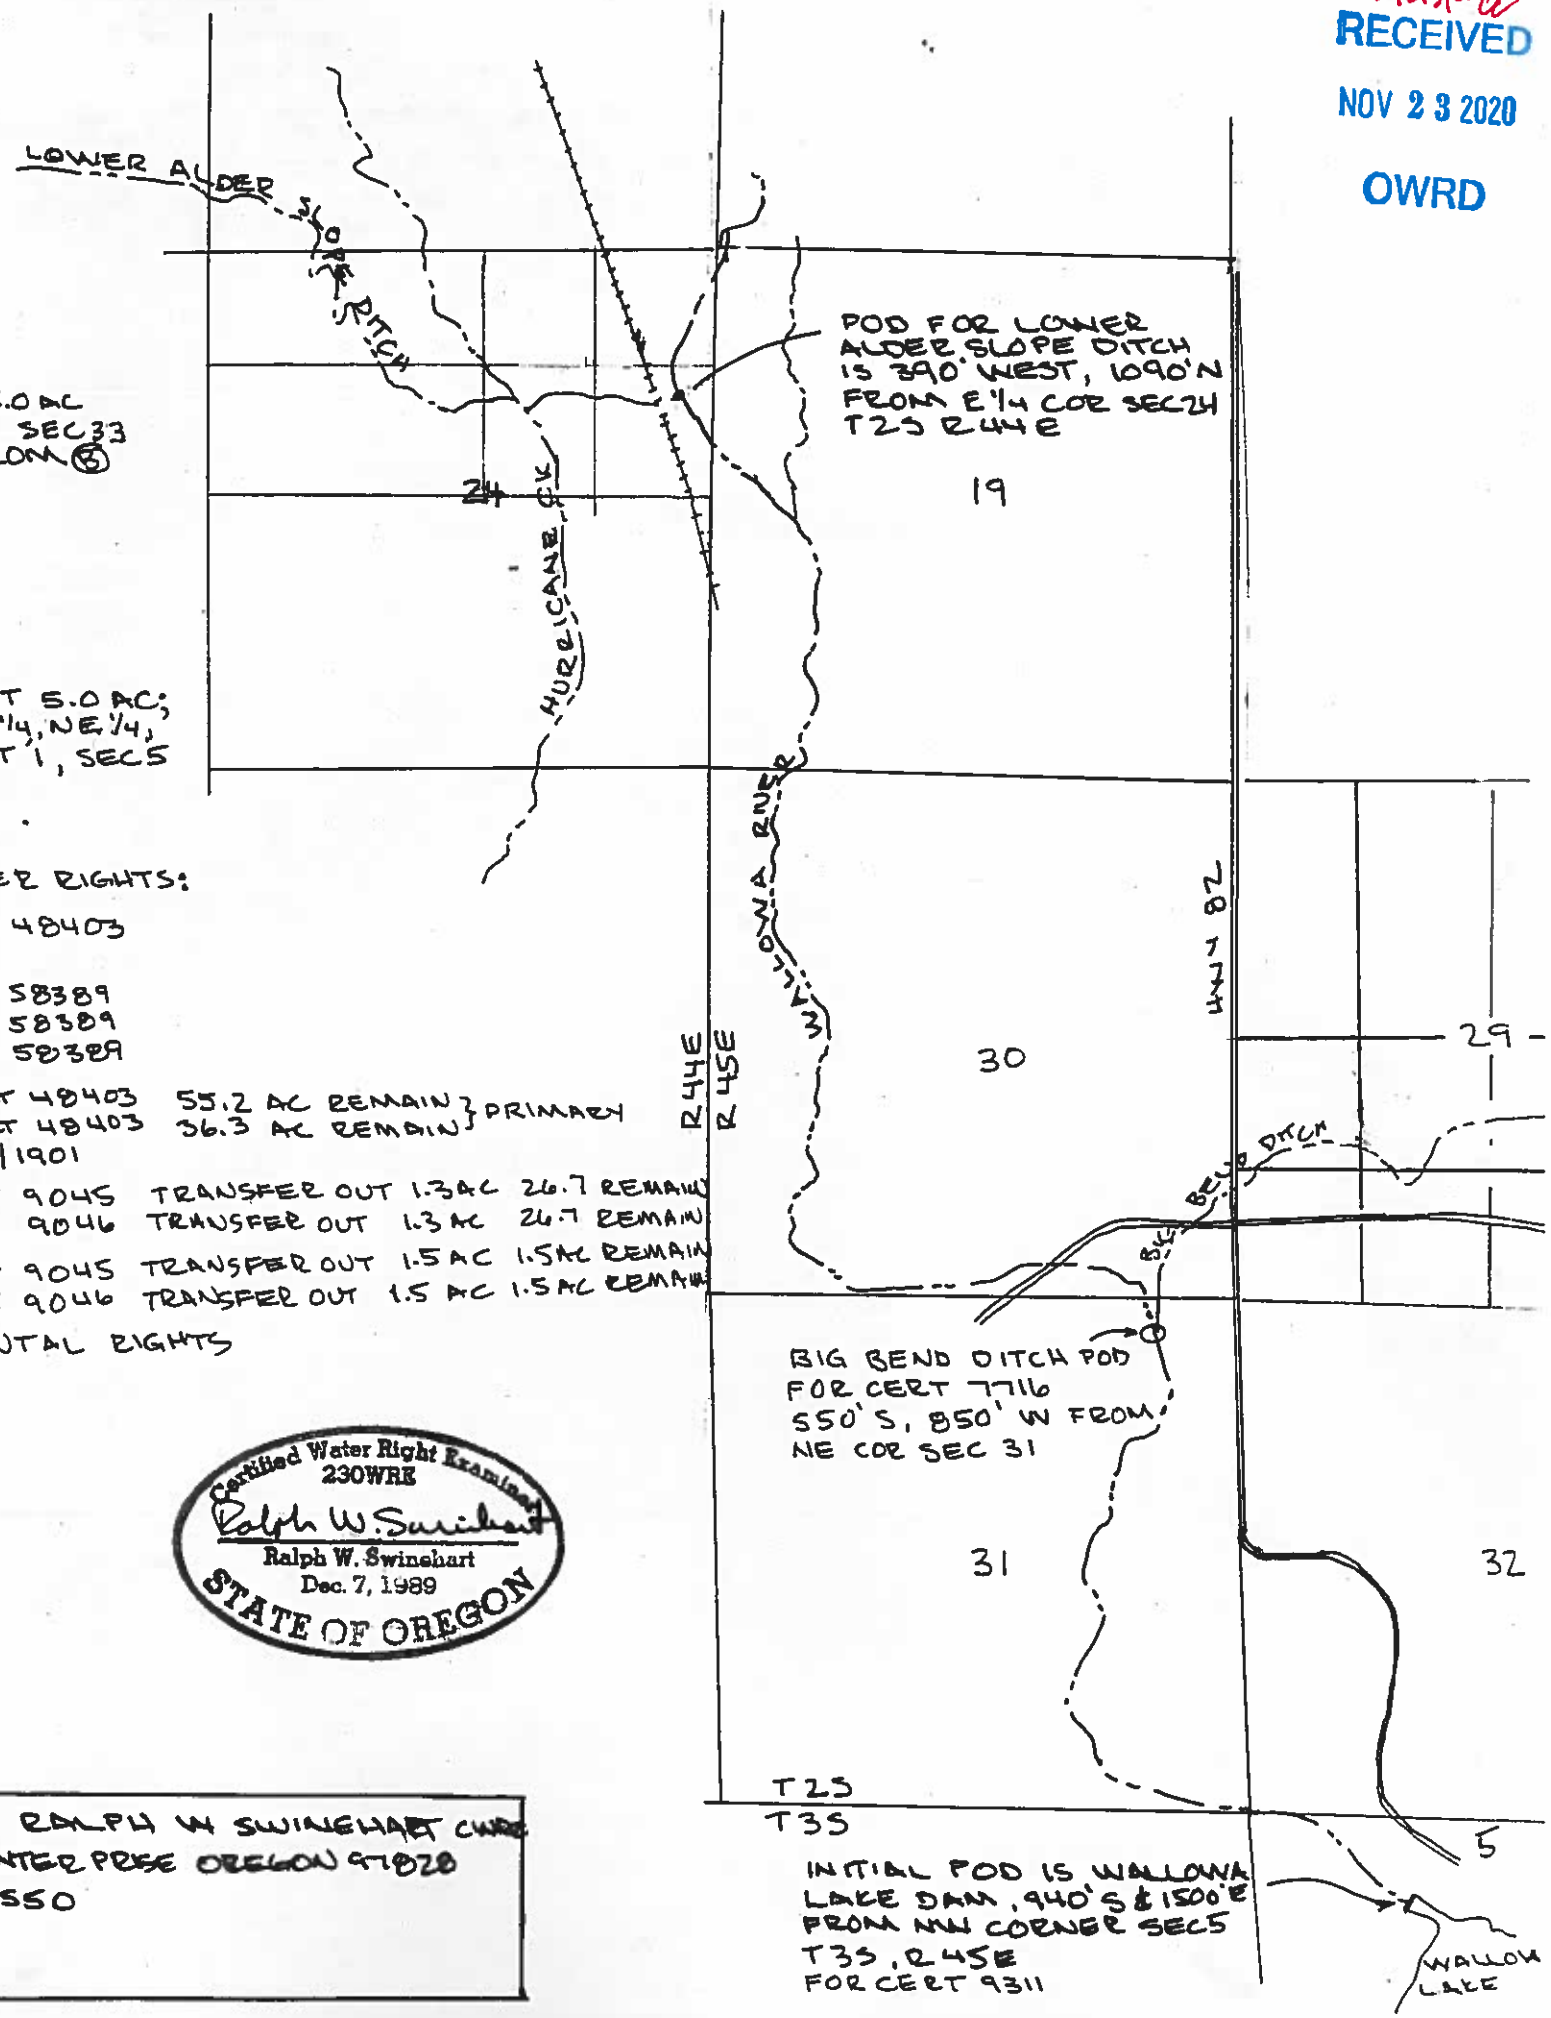 RECEIVED
NOV 23 2020
OWRD
LOWER ALDER SLOPE DITCH
POD FOR LOWER
ALDER SLOPE DITCH
IS 390' WEST, 1090' N
FROM E 1/4 COR SEC 24
T2S R44E
.0 AC
SEC 33
OM Ⓑ
24
19
HURRICANE CK
T 5.0 AC;
1/4, NE 1/4,
T 1, SEC 5
WALLOWA RIVER
HWY 82
ER RIGHTS:
48403
58389
58389
58389
T 48403 55.2 AC REMAIN } PRIMARY
T 48403 36.3 AC REMAIN
/1901
9045 TRANSFER OUT 1.3 AC 26.7 REMAIN
9046 TRANSFER OUT 1.3 AC 26.7 REMAIN
9045 TRANSFER OUT 1.5 AC 1.5 AC REMAIN
9046 TRANSFER OUT 1.5 AC 1.5 AC REMAIN
NTAL RIGHTS
R44E
R45E
30
29
BIG BEND DITCH
BIG BEND DITCH POD
FOR CERT 7716
550' S, 850' W FROM
NE COR SEC 31
Certified Water Right Examiner
230WRE
Ralph W. Swinehart
Ralph W. Swinehart
Dec. 7, 1989
STATE OF OREGON
31
32
T2S
T3S
5
RALPH W SWINEHART CWRE
NTERPRSE OREGON 97828
550
INITIAL POD IS WALLOWA
LAKE DAM, 940' S & 1500' E
FROM NW CORNER SEC 5
T3S, R45E
FOR CERT 9311
WALLOW
LAKE